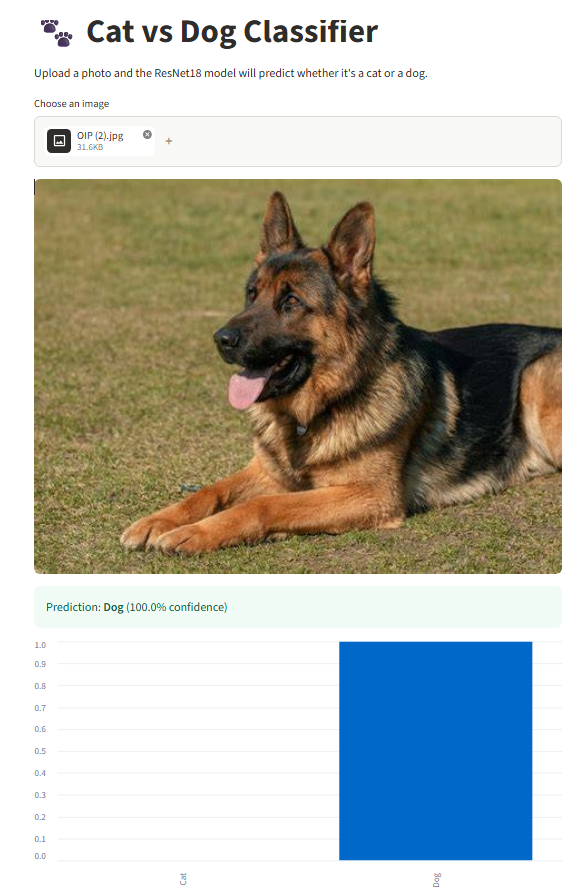 Cat vs Dog Classifier
Upload a photo and the ResNet18 model will predict whether it's a cat or a dog.
Choose an image
OIP (2).jpg
31.6KB
+
Prediction: Dog (100.0% confidence)
1.0
0.9
0.8
0.7
0.6
0.5
0.4
0.3
0.2
0.1
0.0
Cat
Dog